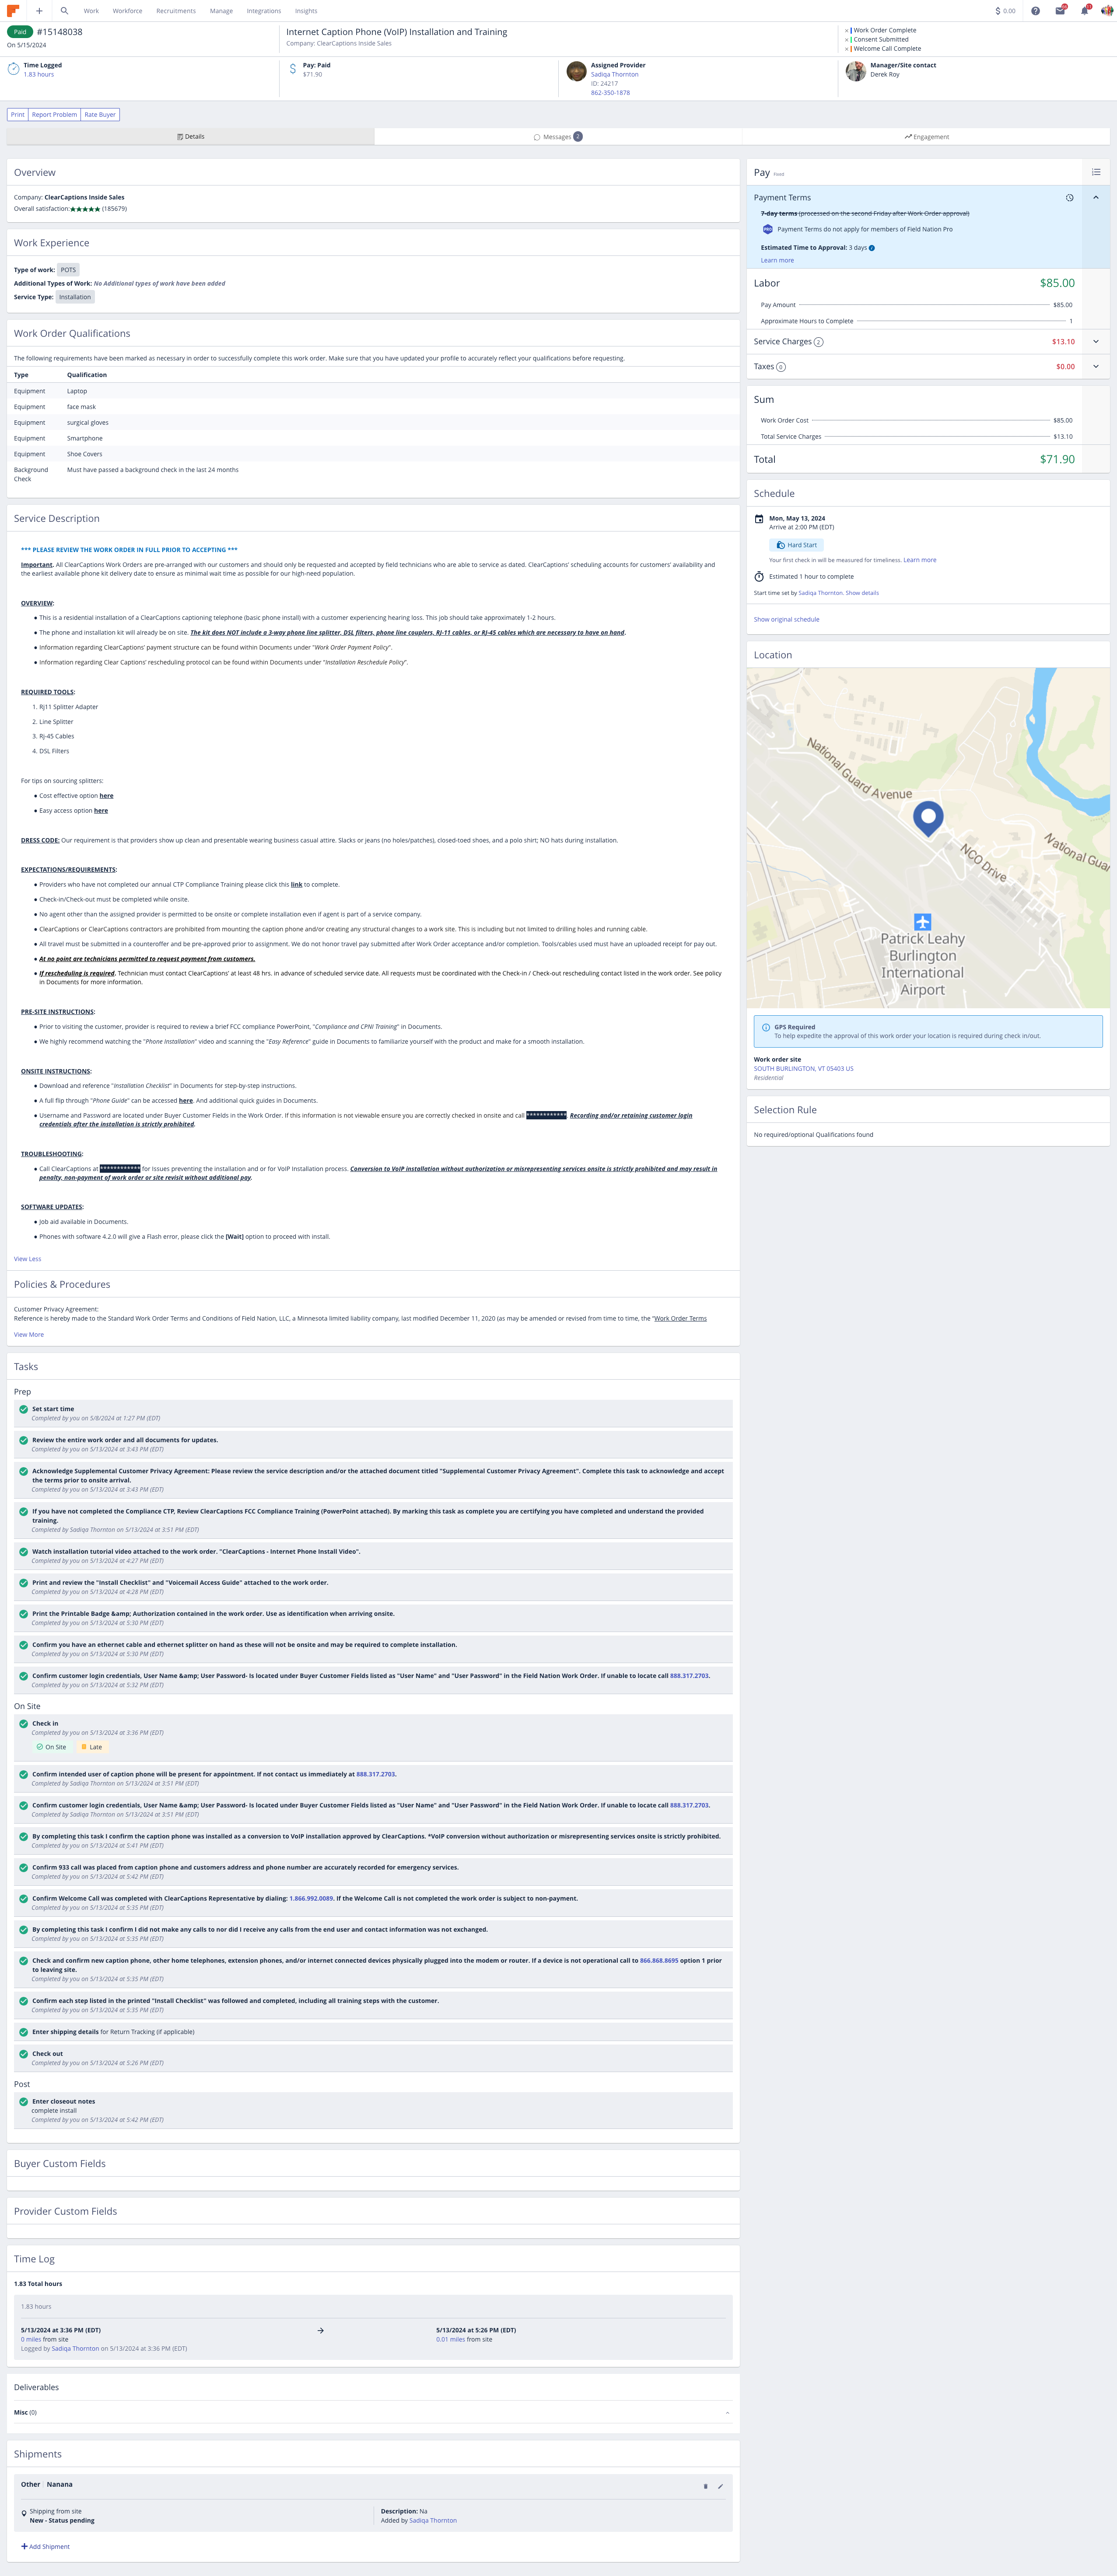 Work
Workforce
Recruitments
Manage
Integrations
Insights
$ 0.00
Paid #15148038
On 5/15/2024
Internet Caption Phone (VoIP) Installation and Training
Company: ClearCaptions Inside Sales
Work Order Complete
Consent Submitted
Welcome Call Complete
Time Logged
1.83 hours
Pay: Paid
$71.90
Assigned Provider
Sadiqa Thornton
ID: 24217
862-350-1878
Manager/Site contact
Derek Roy
Print
Report Problem
Rate Buyer
Details
Messages 2
Engagement
Overview
Company: ClearCaptions Inside Sales
Overall satisfaction:★★★★★ (185679)
Work Experience
Type of work: POTS
Additional Types of Work: No Additional types of work have been added
Service Type: Installation
Work Order Qualifications
The following requirements have been marked as necessary in order to successfully complete this work order. Make sure that you have updated your profile to accurately reflect your qualifications before requesting.
Type Qualification
Equipment Laptop
Equipment face mask
Equipment surgical gloves
Equipment Smartphone
Equipment Shoe Covers
Background Must have passed a background check in the last 24 months
Check
Service Description
*** PLEASE REVIEW THE WORK ORDER IN FULL PRIOR TO ACCEPTING ***
Important. All ClearCaptions Work Orders are pre-arranged with our customers and should only be requested and accepted by field technicians who are able to service as dated. ClearCaptions' scheduling accounts for customers' availability and
the earliest available phone kit delivery date to ensure as minimal wait time as possible for our high-need population.
OVERVIEW:
● This is a residential installation of a ClearCaptions captioning telephone (basic phone install) with a customer experiencing hearing loss. This job should take approximately 1-2 hours.
● The phone and installation kit will already be on site. The kit does NOT include a 3-way phone line splitter, DSL filters, phone line couplers, RJ-11 cables, or RJ-45 cables which are necessary to have on hand.
● Information regarding ClearCaptions' payment structure can be found within Documents under "Work Order Payment Policy".
● Information regarding Clear Captions' rescheduling protocol can be found within Documents under "Installation Reschedule Policy".
REQUIRED TOOLS:
1. Rj11 Splitter Adapter
2. Line Splitter
3. Rj-45 Cables
4. DSL Filters
For tips on sourcing splitters:
● Cost effective option here
● Easy access option here
DRESS CODE: Our requirement is that providers show up clean and presentable wearing business casual attire. Slacks or jeans (no holes/patches), closed-toed shoes, and a polo shirt; NO hats during installation.
EXPECTATIONS/REQUIREMENTS:
● Providers who have not completed our annual CTP Compliance Training please click this link to complete.
● Check-in/Check-out must be completed while onsite.
● No agent other than the assigned provider is permitted to be onsite or complete installation even if agent is part of a service company.
● ClearCaptions or ClearCaptions contractors are prohibited from mounting the caption phone and/or creating any structural changes to a work site. This is including but not limited to drilling holes and running cable.
● All travel must be submitted in a counteroffer and be pre-approved prior to assignment. We do not honor travel pay submitted after Work Order acceptance and/or completion. Tools/cables used must have an uploaded receipt for pay out.
● At no point are technicians permitted to request payment from customers.
● If rescheduling is required. Technician must contact ClearCaptions' at least 48 hrs. in advance of scheduled service date. All requests must be coordinated with the Check-in / Check-out rescheduling contact listed in the work order. See policy
in Documents for more information.
PRE-SITE INSTRUCTIONS:
● Prior to visiting the customer, provider is required to review a brief FCC compliance PowerPoint, "Compliance and CPNI Training" in Documents.
● We highly recommend watching the "Phone Installation" video and scanning the "Easy Reference" guide in Documents to familiarize yourself with the product and make for a smooth installation.
ONSITE INSTRUCTIONS:
● Download and reference "Installation Checklist" in Documents for step-by-step instructions.
● A full flip through "Phone Guide" can be accessed here. And additional quick guides in Documents.
● Username and Password are located under Buyer Customer Fields in the Work Order. If this information is not viewable ensure you are correctly checked in onsite and call ************ Recording and/or retaining customer login
credentials after the installation is strictly prohibited.
TROUBLESHOOTING:
● Call ClearCaptions at ************ for Issues preventing the installation and or for VoIP Installation process. Conversion to VoIP installation without authorization or misrepresenting services onsite is strictly prohibited and may result in
penalty, non-payment of work order or site revisit without additional pay.
SOFTWARE UPDATES:
● Job aid available in Documents.
● Phones with software 4.2.0 will give a Flash error, please click the [Wait] option to proceed with install.
View Less
Policies & Procedures
Customer Privacy Agreement:
Reference is hereby made to the Standard Work Order Terms and Conditions of Field Nation, LLC, a Minnesota limited liability company, last modified December 11, 2020 (as may be amended or revised from time to time, the "Work Order Terms
View More
Tasks
Prep
Set start time
Completed by you on 5/8/2024 at 1:27 PM (EDT)
Review the entire work order and all documents for updates.
Completed by you on 5/13/2024 at 3:43 PM (EDT)
Acknowledge Supplemental Customer Privacy Agreement: Please review the service description and/or the attached document titled "Supplemental Customer Privacy Agreement". Complete this task to acknowledge and accept
the terms prior to onsite arrival.
Completed by you on 5/13/2024 at 3:43 PM (EDT)
If you have not completed the Compliance CTP, Review ClearCaptions FCC Compliance Training (PowerPoint attached). By marking this task as complete you are certifying you have completed and understand the provided
training.
Completed by Sadiqa Thornton on 5/13/2024 at 3:51 PM (EDT)
Watch installation tutorial video attached to the work order. "ClearCaptions - Internet Phone Install Video".
Completed by you on 5/13/2024 at 4:27 PM (EDT)
Print and review the "Install Checklist" and "Voicemail Access Guide" attached to the work order.
Completed by you on 5/13/2024 at 4:28 PM (EDT)
Print the Printable Badge &amp; Authorization contained in the work order. Use as identification when arriving onsite.
Completed by you on 5/13/2024 at 5:30 PM (EDT)
Confirm you have an ethernet cable and ethernet splitter on hand as these will not be onsite and may be required to complete installation.
Completed by you on 5/13/2024 at 5:30 PM (EDT)
Confirm customer login credentials, User Name &amp; User Password- Is located under Buyer Customer Fields listed as "User Name" and "User Password" in the Field Nation Work Order. If unable to locate call 888.317.2703.
Completed by you on 5/13/2024 at 5:32 PM (EDT)
On Site
Check in
Completed by you on 5/13/2024 at 3:36 PM (EDT)
On Site Late
Confirm intended user of caption phone will be present for appointment. If not contact us immediately at 888.317.2703.
Completed by Sadiqa Thornton on 5/13/2024 at 3:51 PM (EDT)
Confirm customer login credentials, User Name &amp; User Password- Is located under Buyer Customer Fields listed as "User Name" and "User Password" in the Field Nation Work Order. If unable to locate call 888.317.2703.
Completed by Sadiqa Thornton on 5/13/2024 at 3:51 PM (EDT)
By completing this task I confirm the caption phone was installed as a conversion to VoIP installation approved by ClearCaptions. *VoIP conversion without authorization or misrepresenting services onsite is strictly prohibited.
Completed by you on 5/13/2024 at 5:41 PM (EDT)
Confirm 933 call was placed from caption phone and customers address and phone number are accurately recorded for emergency services.
Completed by you on 5/13/2024 at 5:42 PM (EDT)
Confirm Welcome Call was completed with ClearCaptions Representative by dialing: 1.866.992.0089. If the Welcome Call is not completed the work order is subject to non-payment.
Completed by you on 5/13/2024 at 5:35 PM (EDT)
By completing this task I confirm I did not make any calls to nor did I receive any calls from the end user and contact information was not exchanged.
Completed by you on 5/13/2024 at 5:35 PM (EDT)
Check and confirm new caption phone, other home telephones, extension phones, and/or internet connected devices physically plugged into the modem or router. If a device is not operational call to 866.868.8695 option 1 prior
to leaving site.
Completed by you on 5/13/2024 at 5:35 PM (EDT)
Confirm each step listed in the printed "Install Checklist" was followed and completed, including all training steps with the customer.
Completed by you on 5/13/2024 at 5:35 PM (EDT)
Enter shipping details for Return Tracking (if applicable)
Check out
Completed by you on 5/13/2024 at 5:26 PM (EDT)
Post
Enter closeout notes
complete install
Completed by you on 5/13/2024 at 5:42 PM (EDT)
Buyer Custom Fields
Provider Custom Fields
Time Log
1.83 Total hours
1.83 hours
5/13/2024 at 3:36 PM (EDT)
0 miles from site
Logged by Sadiqa Thornton on 5/13/2024 at 3:36 PM (EDT)
5/13/2024 at 5:26 PM (EDT)
0.01 miles from site
Deliverables
Misc (0)
Shipments
Other Nanana
Shipping from site
New - Status pending
Description: Na
Added by Sadiqa Thornton
Add Shipment
Pay Fixed
Payment Terms
7-day terms (processed on the second Friday after Work Order approval)
PRO Payment Terms do not apply for members of Field Nation Pro
Estimated Time to Approval: 3 days
Learn more
Labor $85.00
Pay Amount $85.00
Approximate Hours to Complete 1
Service Charges 2 $13.10
Taxes 0 $0.00
Sum
Work Order Cost $85.00
Total Service Charges $13.10
Total $71.90
Schedule
Mon, May 13, 2024
Arrive at 2:00 PM (EDT)
Hard Start
Your first check in will be measured for timeliness. Learn more
Estimated 1 hour to complete
Start time set by Sadiqa Thornton. Show details
Show original schedule
Location
National Guard Avenue
NCO Drive
National Guar
Patrick Leahy
Burlington
International
Airport
GPS Required
To help expedite the approval of this work order your location is required during check in/out.
Work order site
SOUTH BURLINGTON, VT 05403 US
Residential
Selection Rule
No required/optional Qualifications found